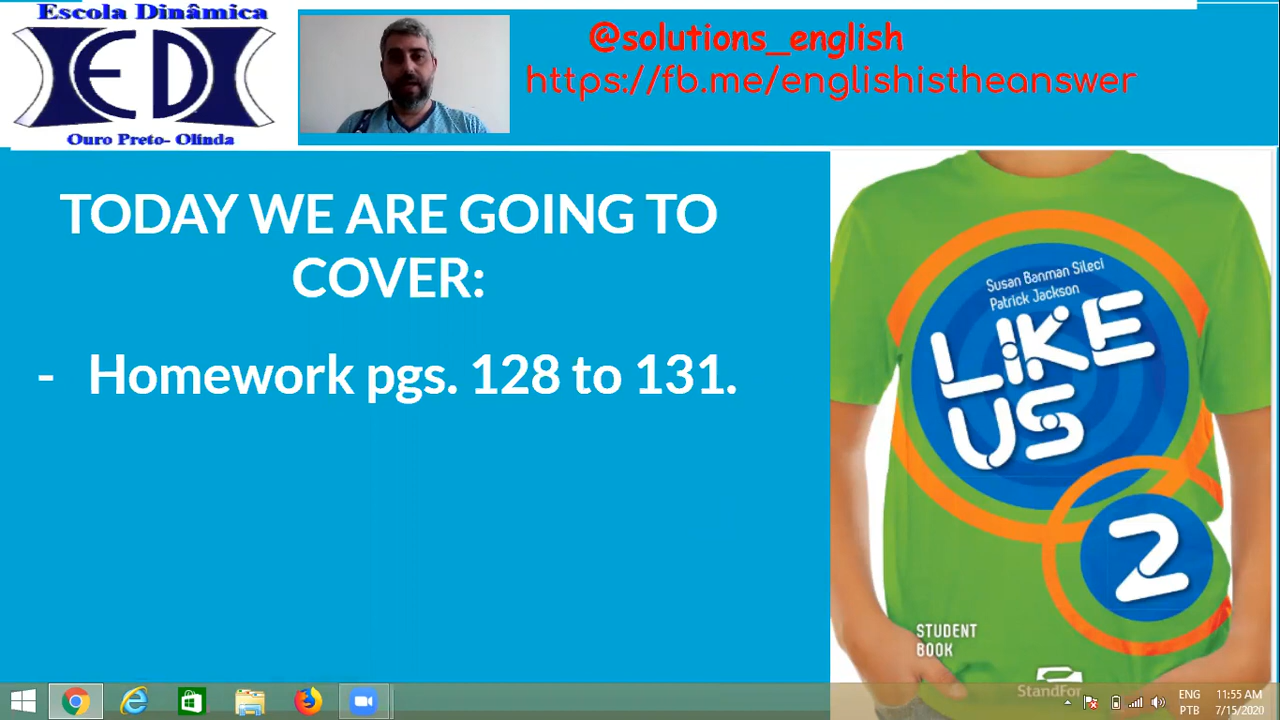 Escola Dinâmica
ED
Ouro Preto- Olinda
@solutions_english
https://fb.me/englishistheanswer
TODAY WE ARE GOING TO
COVER:
- Homework pgs. 128 to 131.
Susan Banman Sileci
Patrick Jackson
LIKE
US
2
STUDENT
BOOK
StandFor
ENG
PTB
11:55 AM
7/15/2020